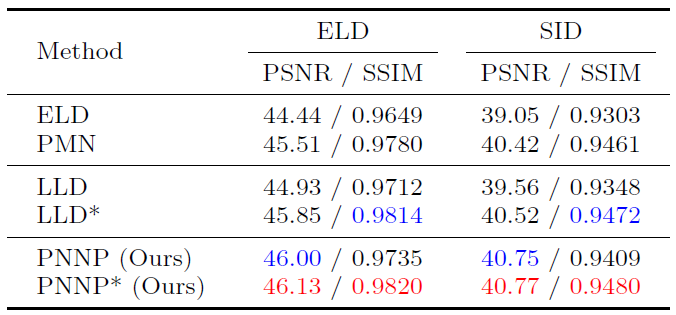 Method ELD SID
PSNR / SSIM PSNR / SSIM
ELD 44.44 / 0.9649 39.05 / 0.9303
PMN 45.51 / 0.9780 40.42 / 0.9461
LLD 44.93 / 0.9712 39.56 / 0.9348
LLD* 45.85 / 0.9814 40.52 / 0.9472
PNNP (Ours) 46.00 / 0.9735 40.75 / 0.9409
PNNP* (Ours) 46.13 / 0.9820 40.77 / 0.9480